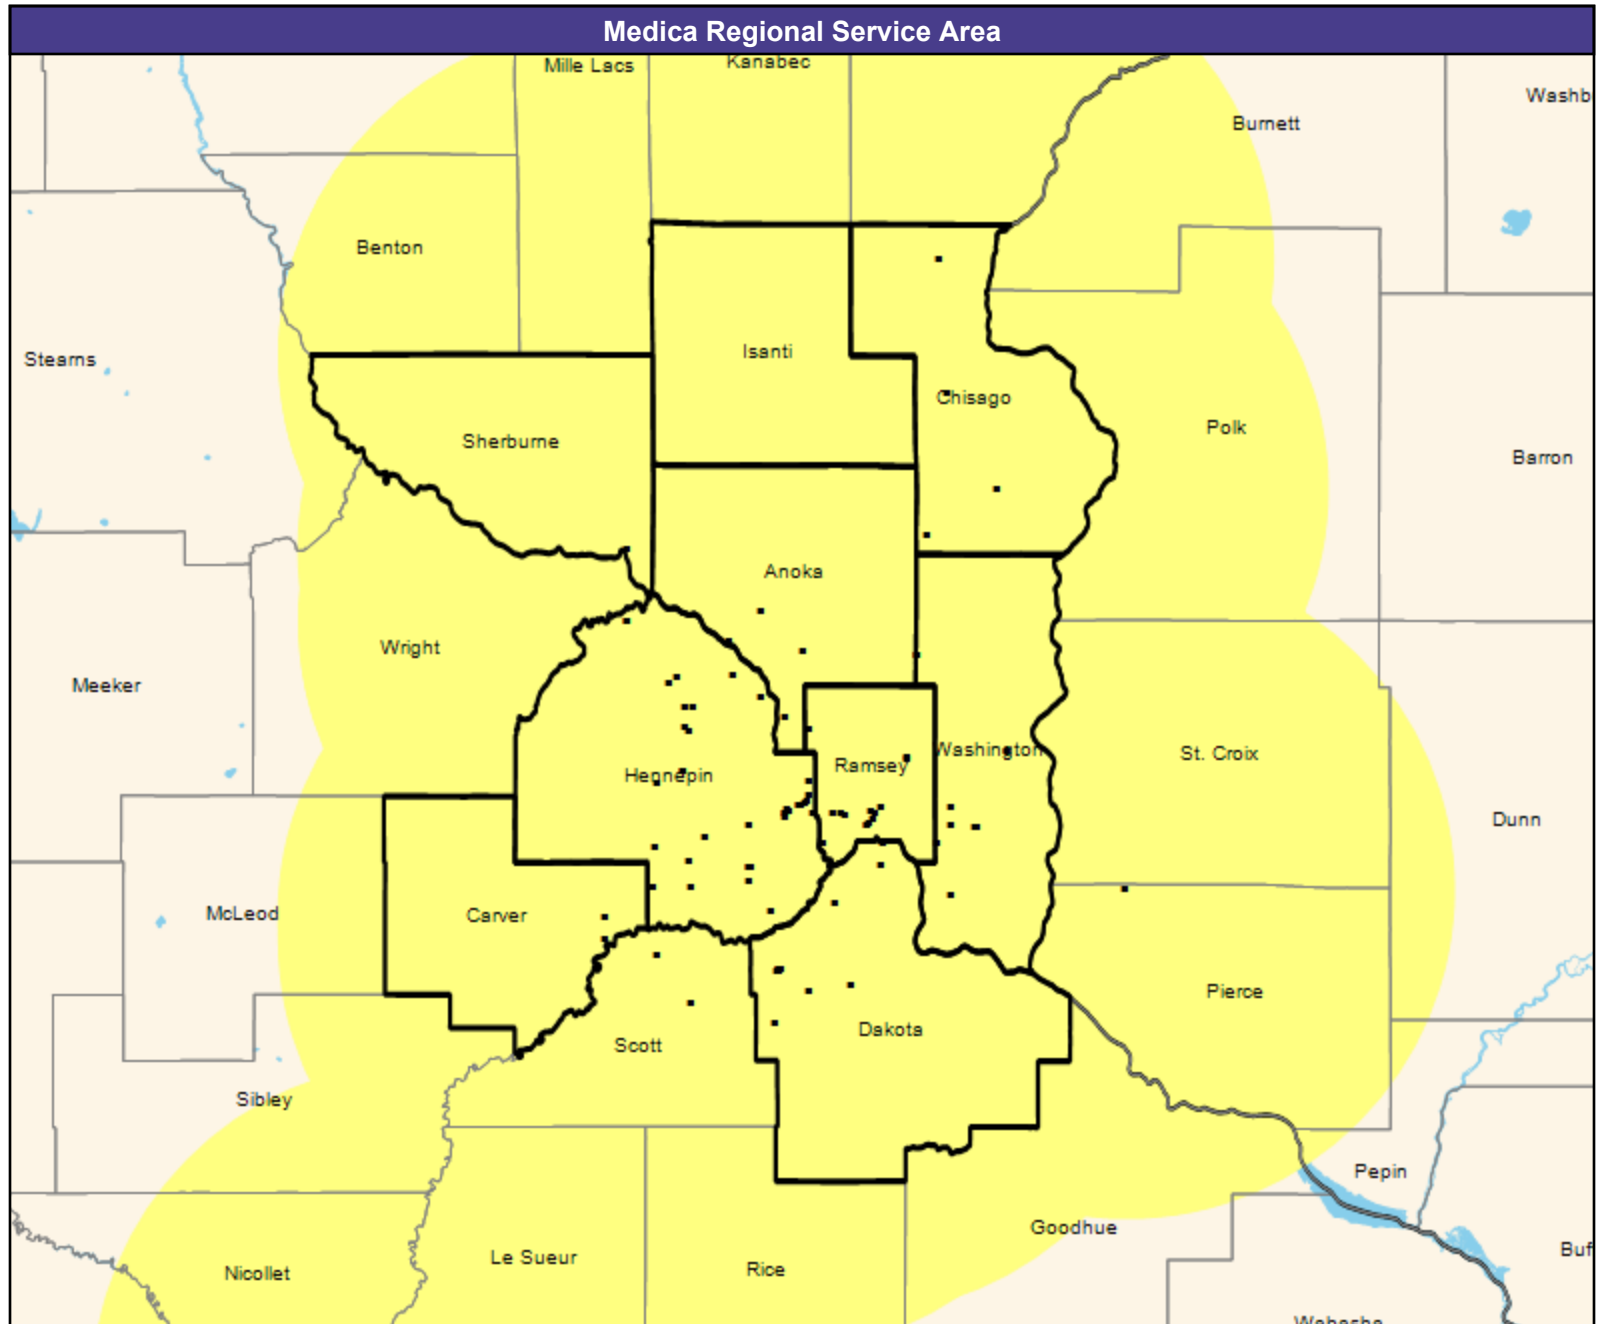 Medica Regional Service Area
Mille Lacs
Kanabec
Washb
Burnett
Benton
Isanti
Stearns
Chisago
Polk
Sherburne
Barron
Anoka
Wright
Meeker
Washington
St. Croix
Ramsey
Hennepin
Dunn
McLeod
Carver
Pierce
Dakota
Scott
Sibley
Pepin
Goodhue
Buf
Le Sueur
Rice
Nicollet